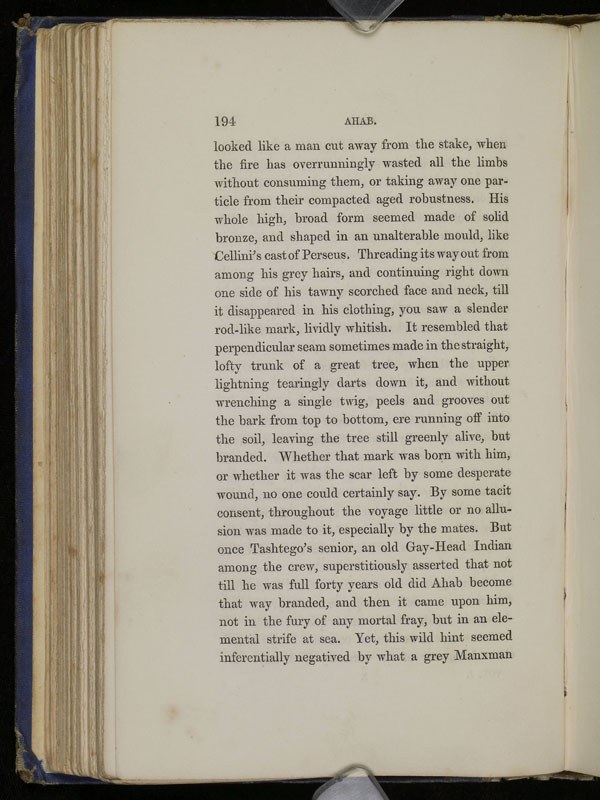 194 AHAB.
looked like a man cut away from the stake, when
the fire has overrunningly wasted all the limbs
without consuming them, or taking away one par-
ticle from their compacted aged robustness. His
whole high, broad form seemed made of solid
bronze, and shaped in an unalterable mould, like
Cellini's cast of Perseus. Threading its way out from
among his grey hairs, and continuing right down
one side of his tawny scorched face and neck, till
it disappeared in his clothing, you saw a slender
rod-like mark, lividly whitish. It resembled that
perpendicular seam sometimes made in the straight,
lofty trunk of a great tree, when the upper
lightning tearingly darts down it, and without
wrenching a single twig, peels and grooves out
the bark from top to bottom, ere running off into
the soil, leaving the tree still greenly alive, but
branded. Whether that mark was born with him,
or whether it was the scar left by some desperate
wound, no one could certainly say. By some tacit
consent, throughout the voyage little or no allu-
sion was made to it, especially by the mates. But
once Tashtego's senior, an old Gay-Head Indian
among the crew, superstitiously asserted that not
till he was full forty years old did Ahab become
that way branded, and then it came upon him,
not in the fury of any mortal fray, but in an ele-
mental strife at sea. Yet, this wild hint seemed
inferentially negatived by what a grey Manxman